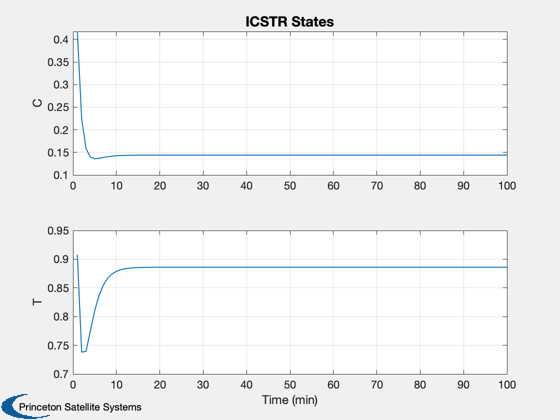 ICSTR States
0.4
0.35
0.3
0.25
0.2
0.15
0.1
C
0 10 20 30 40 50 60 70 80 90 100
0.95
0.9
0.85
0.8
0.75
0.7
T
0 10 20 30 40 50 60 70 80 90 100
Time (min)
Princeton Satellite Systems